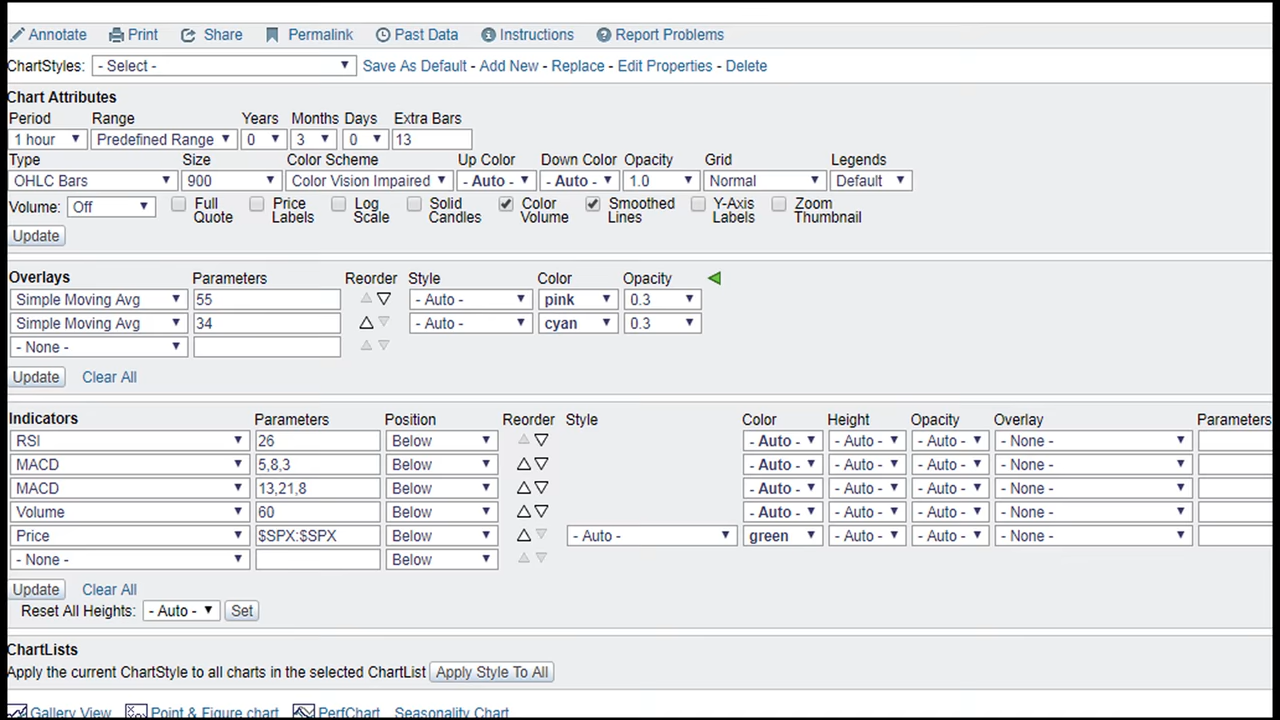 Annotate Print Share Permalink Past Data Instructions Report Problems
ChartStyles: - Select - Save As Default - Add New - Replace - Edit Properties - Delete
Chart Attributes
Period Range Years Months Days Extra Bars
1 hour Predefined Range 0 3 0 13
Type Size Color Scheme Up Color Down Color Opacity Grid Legends
OHLC Bars 900 Color Vision Impaired - Auto - - Auto - 1.0 Normal Default
Volume: Off Full Quote Price Labels Log Scale Solid Candles Color Volume Smoothed Lines Y-Axis Labels Zoom Thumbnail
Update
Overlays Parameters Reorder Style Color Opacity
Simple Moving Avg 55 - Auto - pink 0.3
Simple Moving Avg 34 - Auto - cyan 0.3
- None -
Update Clear All
Indicators Parameters Position Reorder Style Color Height Opacity Overlay Parameters
RSI 26 Below - Auto - - Auto - - Auto - - None -
MACD 5,8,3 Below - Auto - - Auto - - Auto - - None -
MACD 13,21,8 Below - Auto - - Auto - - Auto - - None -
Volume 60 Below - Auto - - Auto - - Auto - - None -
Price $SPX:$SPX Below - Auto - green - Auto - - Auto - - None -
- None - Below
Update Clear All
Reset All Heights: - Auto - Set
ChartLists
Apply the current ChartStyle to all charts in the selected ChartList Apply Style To All
Gallery View Point & Figure chart PerfChart Seasonality Chart